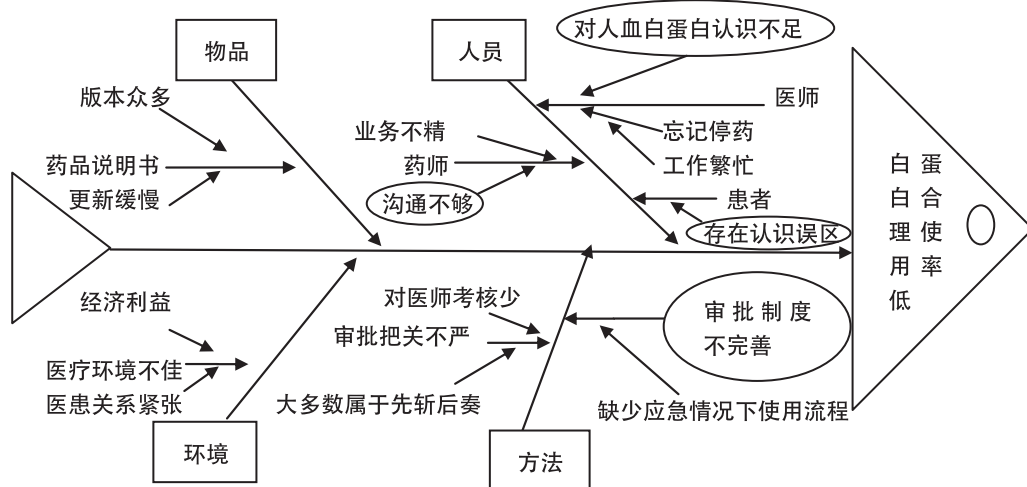 物品
人员
对人血白蛋白认识不足
版本众多
医师
业务不精
忘记停药
药品说明书
药师
工作繁忙
更新缓慢
沟通不够
患者
存在认识误区
白蛋白合理使用率低
经济利益
对医师考核少
审批制度
不完善
审批把关不严
医疗环境不佳
医患关系紧张
大多数属于先斩后奏
缺少应急情况下使用流程
环境
方法